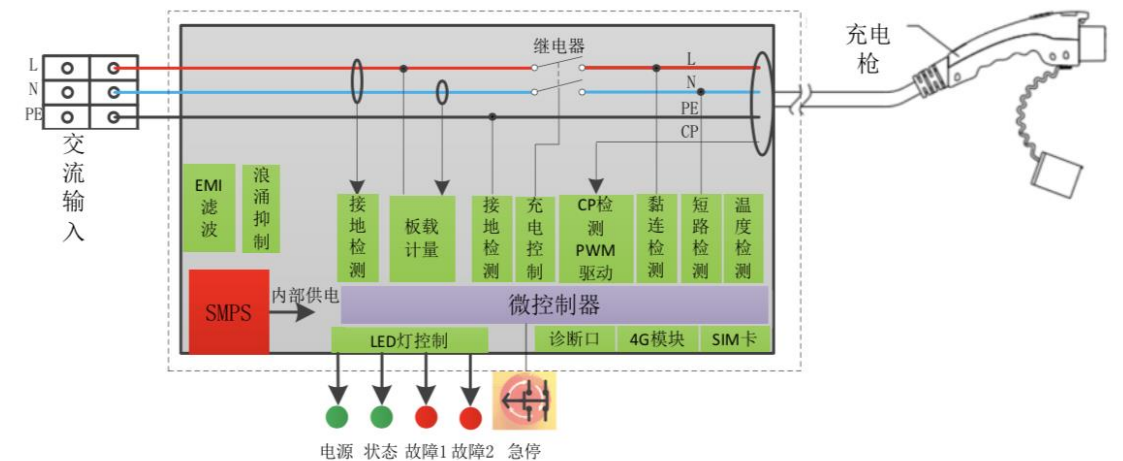 继电器
充电
枪
L
N
PE
L
N
PE
CP
交
流
输
入
EMI
滤
波
浪
涌
抑
制
接
地
检
测
板载
计量
接
地
检
测
充
电
控
制
CP检
测
PWM
驱动
黏
连
检
测
短
路
检
测
温
度
检
测
SMPS
内部供电
微控制器
LED灯控制
诊断口
4G模块
SIM卡
电源
状态
故障1
故障2
急停